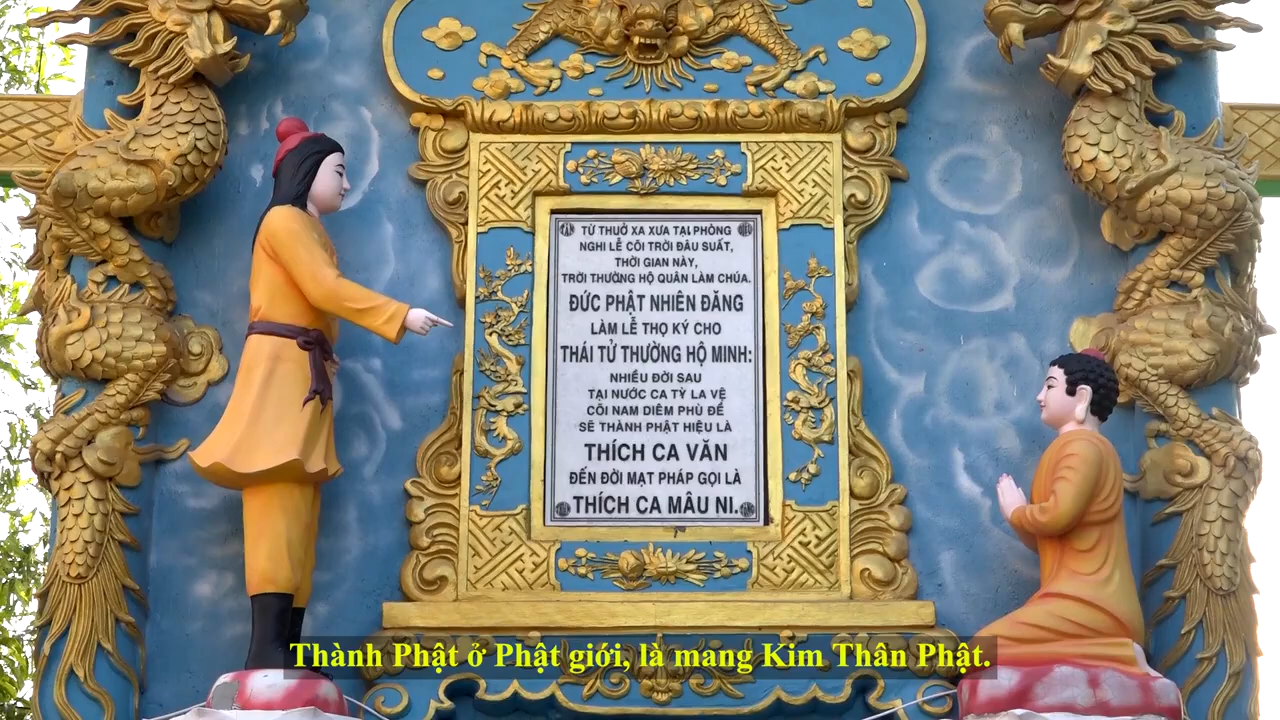 TỪ THUỞ XA XƯA TẠI PHÒNG
NGHI LỄ CÕI TRỜI ĐÂU SUẤT,
THỜI GIAN NÀY,
TRỜI THƯỜNG HỘ QUÂN LÀM CHÚA.
ĐỨC PHẬT NHIÊN ĐĂNG
LÀM LỄ THỌ KÝ CHO
THÁI TỬ THƯỜNG HỘ MINH:
NHIỀU ĐỜI SAU
TẠI NƯỚC CA TỲ LA VỆ
CÕI NAM DIÊM PHÙ ĐỀ
SẼ THÀNH PHẬT HIỆU LÀ
THÍCH CA VĂN
ĐẾN ĐỜI MẠT PHÁP GỌI LÀ
THÍCH CA MÂU NI.
Thành Phật ở Phật giới, là mang Kim Thân Phật.